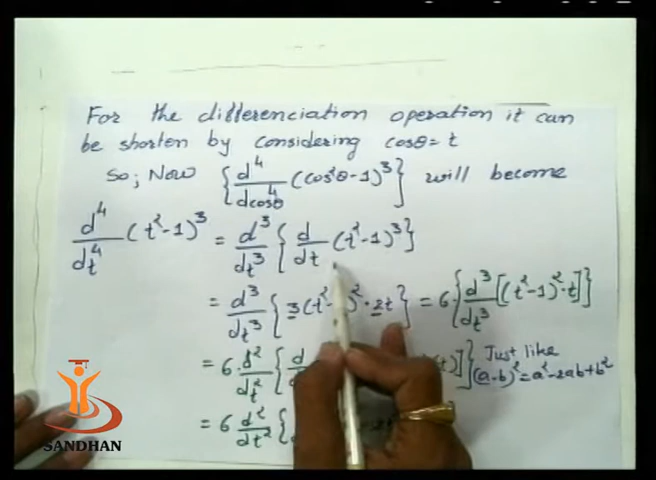 For the differenciation operation it can
be shorten by considering cosθ = t
So; Now {d⁴/dcosθ⁴ (cos²θ-1)³} will become
d⁴/dt⁴ (t²-1)³ = d³/dt³ { d/dt (t²-1)³}
= d³/dt³ { 3(t²- )²·2t } = 6·{d³/dt³ [(t²-1)²·t]}
= 6· d²/dt² { t)]} Just like
(a-b)² = a²-2ab+b²
= 6 d²/dt² {
SANDHAN